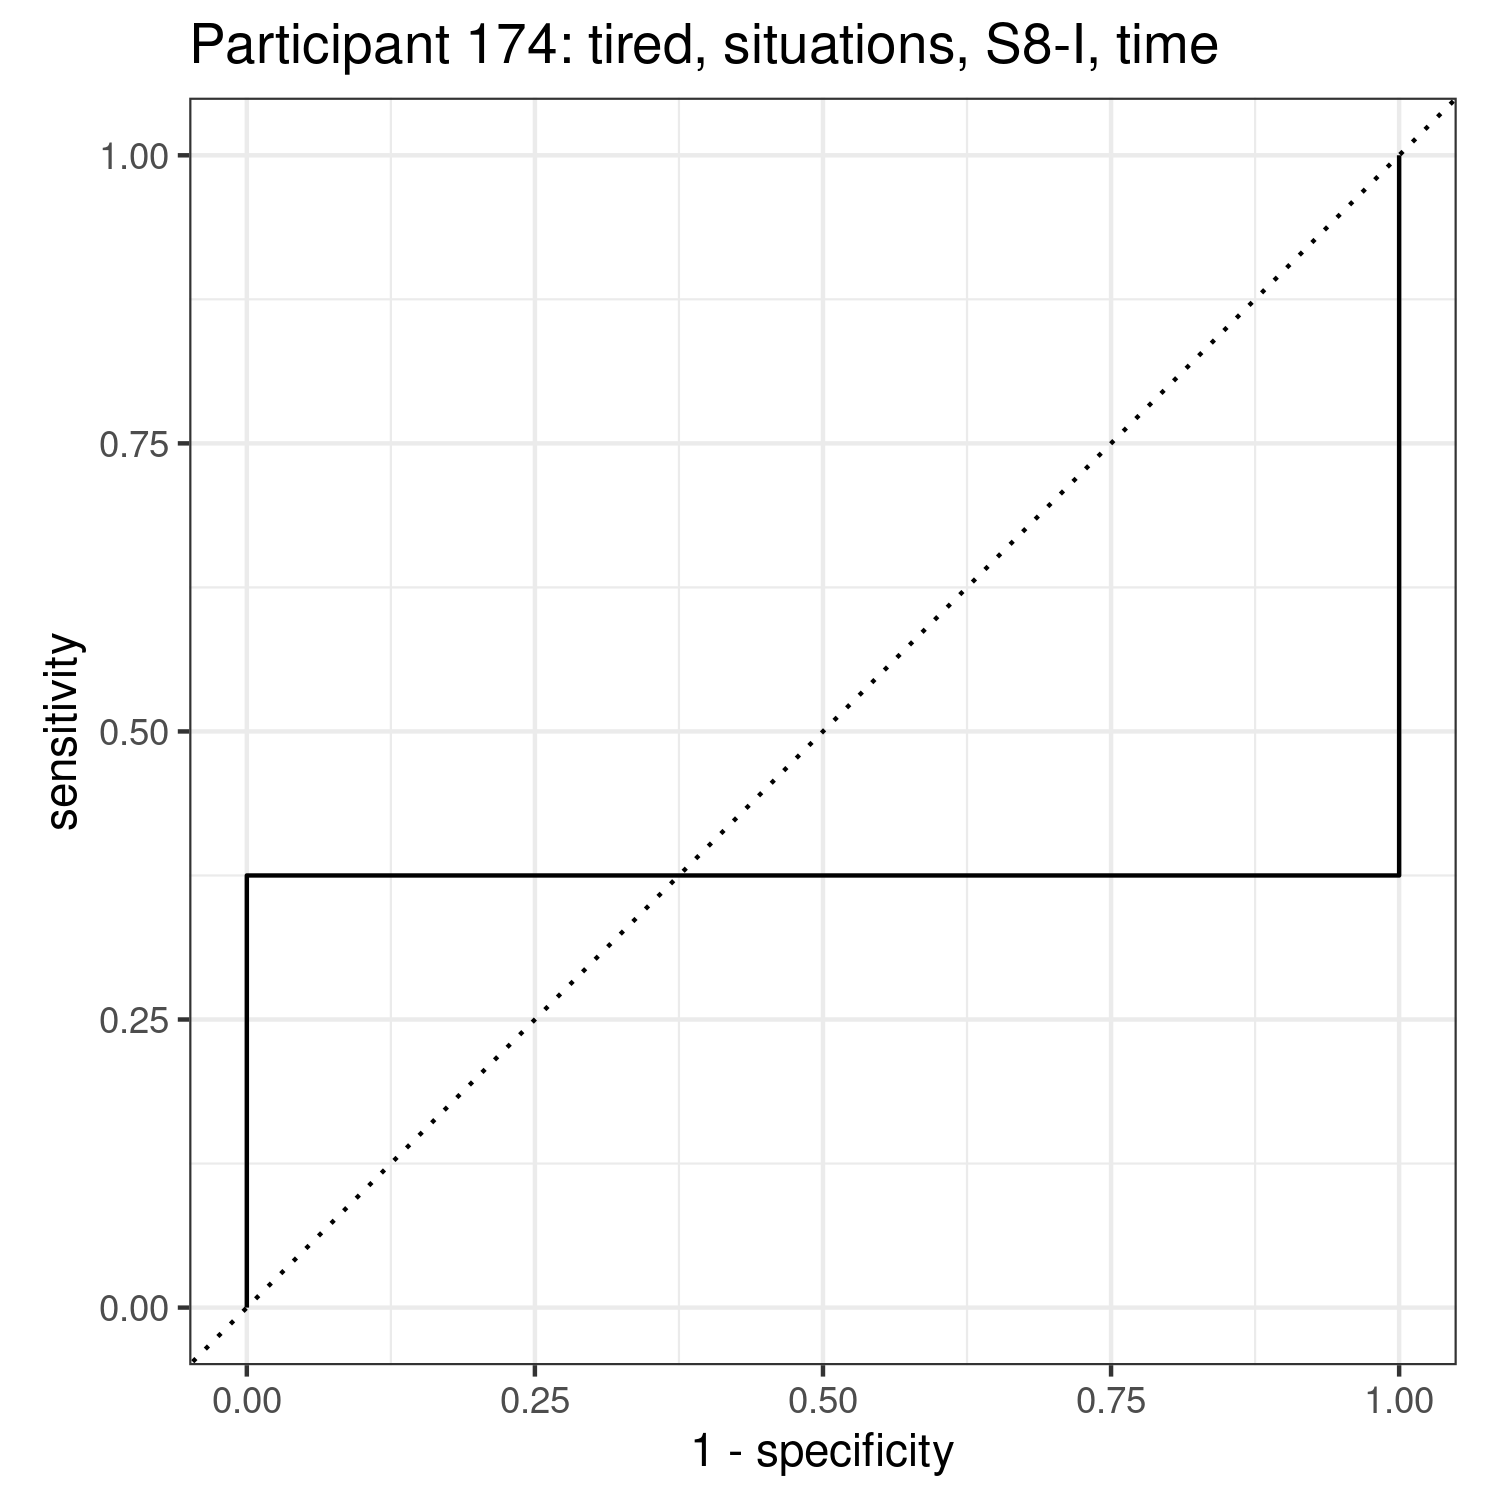 Participant 174: tired, situations, S8-I, time
1.00
0.75
0.50
0.25
0.00
sensitivity
0.00 0.25 0.50 0.75 1.00
1 - specificity